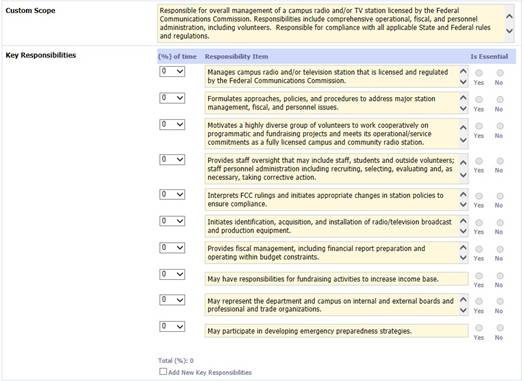 Custom Scope
Responsible for overall management of a campus radio and/or TV station licensed by the Federal
Communications Commission. Responsibilities include comprehensive operational, fiscal, and personnel
administration, including volunteers.  Responsible for compliance with all applicable State and Federal rules
and regulations.
Key Responsibilities
(%) of time Responsibility Item Is Essential
0 Manages campus radio and/or television station that is licensed and regulated
by the Federal Communications Commission.
Yes No
0 Formulates approaches, policies, and procedures to address major station
management, fiscal, and personnel issues.
Yes No
0 Motivates a highly diverse group of volunteers to work cooperatively on
programmatic and fundraising projects and meets its operational/service
commitments as a fully licensed campus and community radio station.
Yes No
0 Provides staff oversight that may include staff, students and outside volunteers;
staff personnel administration including recruiting, selecting, evaluating and, as
necessary, taking corrective action.
Yes No
0 Interprets FCC rulings and initiates appropriate changes in station policies to
ensure compliance.
Yes No
0 Initiates identification, acquisition, and installation of radio/television broadcast
and production equipment.
Yes No
0 Provides fiscal management, including financial report preparation and
operating within budget constraints.
Yes No
0 May have responsibilities for fundraising activities to increase income base.
Yes No
0 May represent the department and campus on internal and external boards and
professional and trade organizations.
Yes No
0 May participate in developing emergency preparedness strategies.
Yes No
Total (%): 0
Add New Key Responsibilities